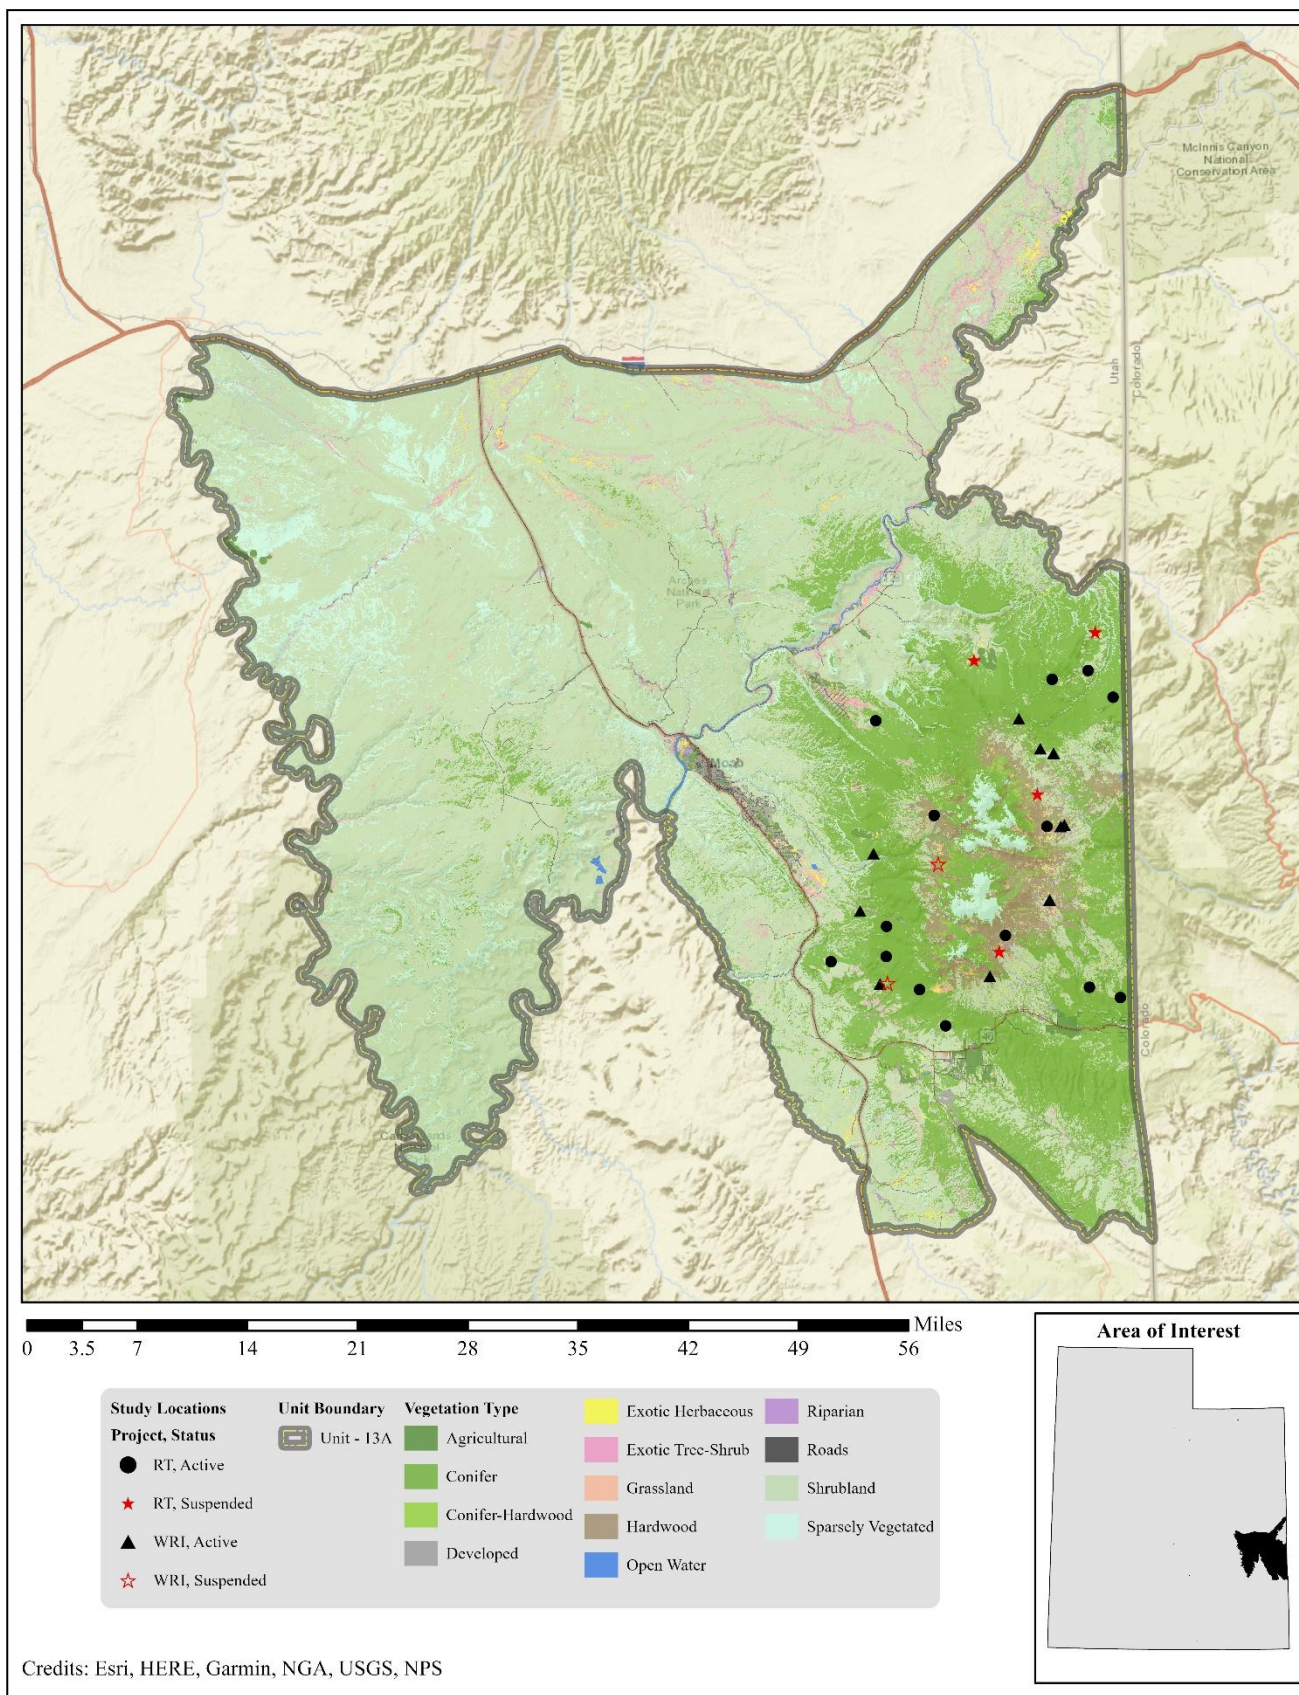 McInnis Canyon
National
Conservation Area
Utah
Colorado
Arches
National
Park
128
Moab
Colorado
Miles
0 3.5 7 14 21 28 35 42 49 56
Area of Interest
Study Locations
Project, Status
RT, Active
RT, Suspended
WRI, Active
WRI, Suspended
Unit Boundary
Unit - 13A
Vegetation Type
Agricultural
Conifer
Conifer-Hardwood
Developed
Exotic Herbaceous
Exotic Tree-Shrub
Grassland
Hardwood
Open Water
Riparian
Roads
Shrubland
Sparsely Vegetated
Credits: Esri, HERE, Garmin, NGA, USGS, NPS